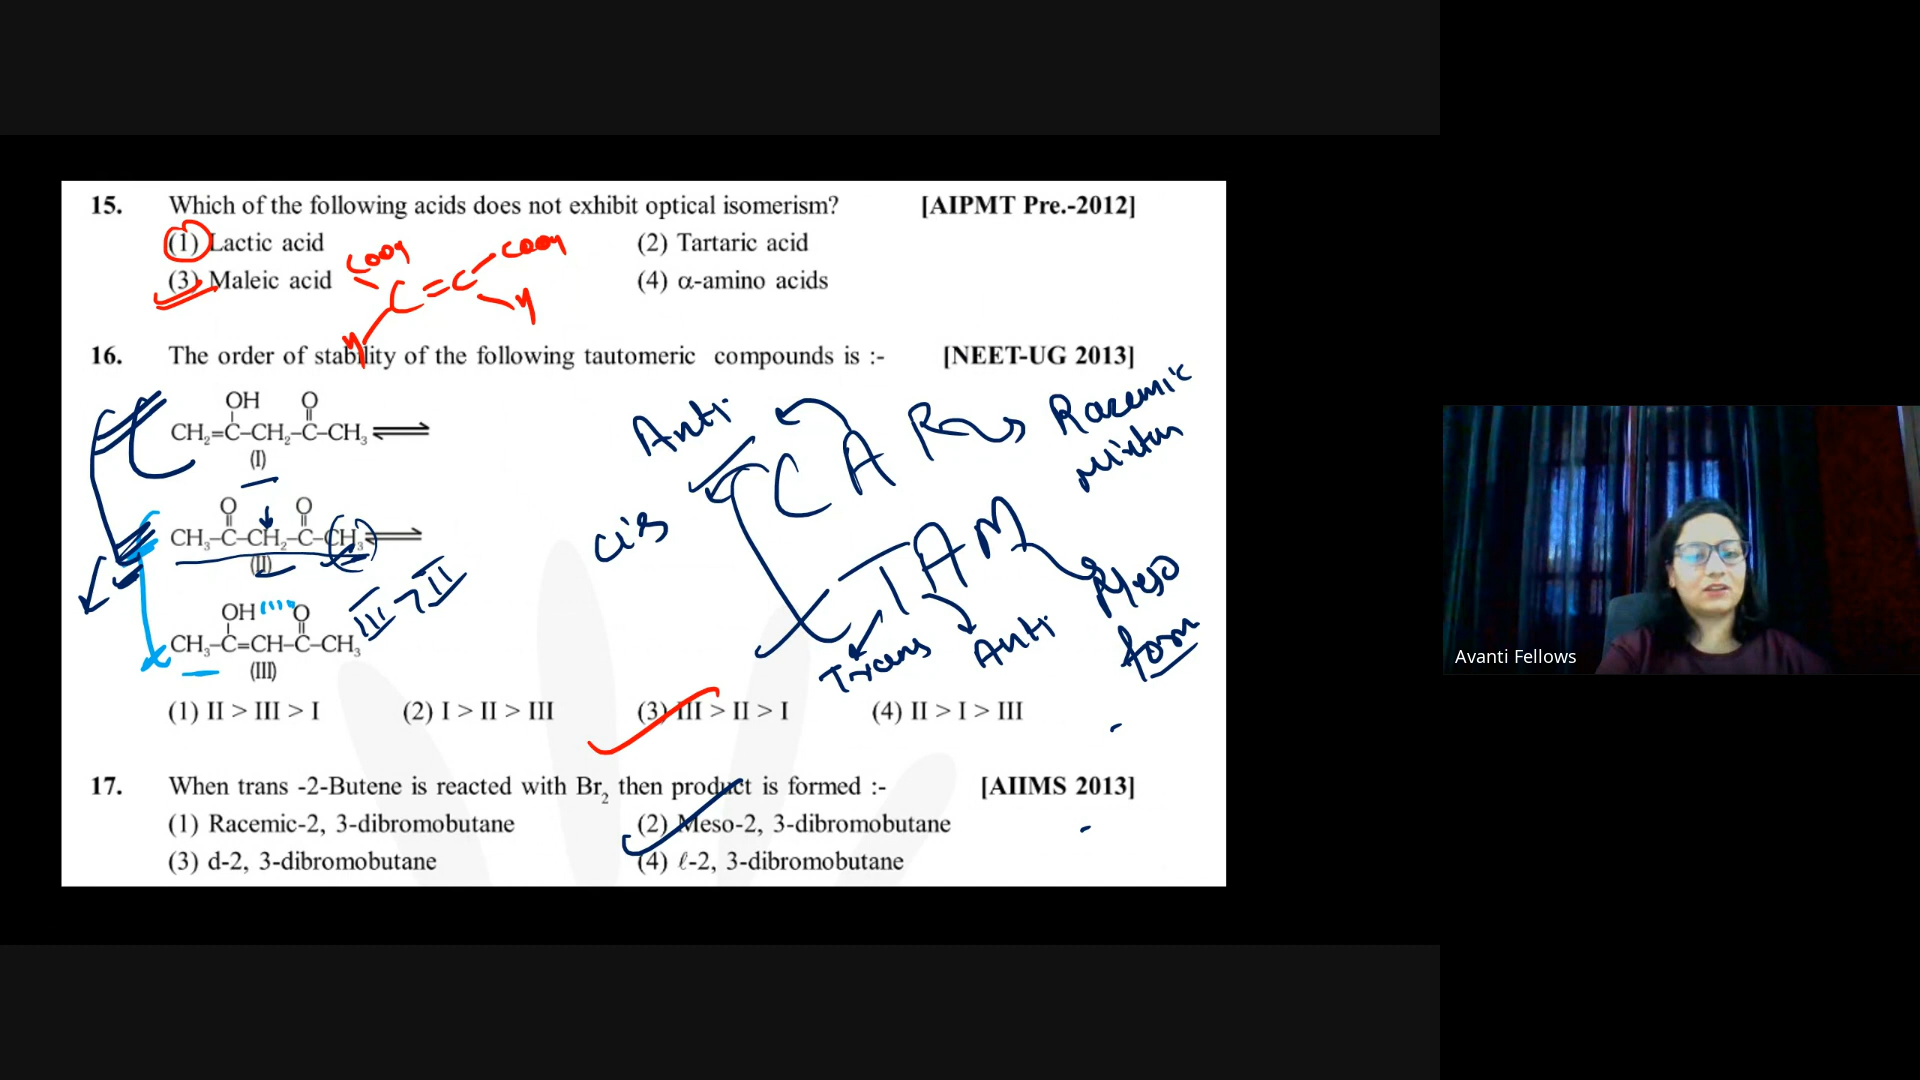 15. Which of the following acids does not exhibit optical isomerism? [AIPMT Pre.-2012]
(1) Lactic acid (2) Tartaric acid
(3) Maleic acid (4) α-amino acids
COOH COOH
C=C
H H
16. The order of stability of the following tautomeric compounds is :- [NEET-UG 2013]
OH O
CH₂=C–CH₂–C–CH₃ ⇌
(I)
O O
CH₃–C–CH₂–C–CH₃ ⇌
(II)
OH O
CH₃–C=CH–C–CH₃
(III)
III > II
Anti
cis
C A R
Racemic
mixture
T A M
Trans
Anti
Meso
form
(1) II > III > I (2) I > II > III (3) III > II > I (4) II > I > III
17. When trans -2-Butene is reacted with Br₂ then product is formed :- [AIIMS 2013]
(1) Racemic-2, 3-dibromobutane (2) Meso-2, 3-dibromobutane
(3) d-2, 3-dibromobutane (4) ℓ-2, 3-dibromobutane
Avanti Fellows